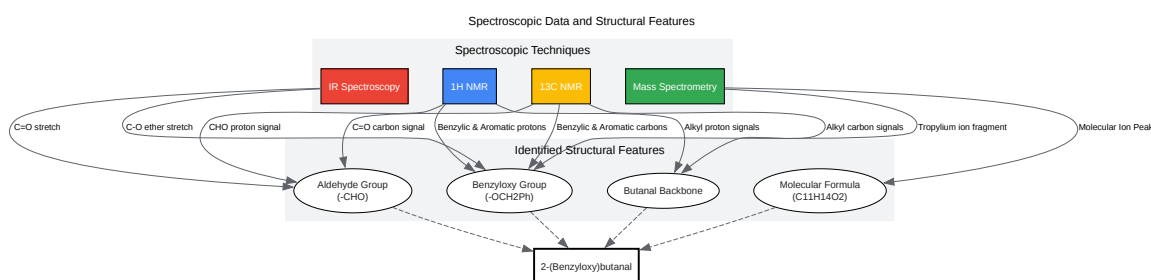 Spectroscopic Data and Structural Features
Spectroscopic Techniques
IR Spectroscopy
1H NMR
13C NMR
Mass Spectrometry
C=O stretch
C-O ether stretch
CHO proton signal
C=O carbon signal
Benzylic & Aromatic protons
Benzylic & Aromatic carbons
Alkyl proton signals
Alkyl carbon signals
Tropylium ion fragment
Molecular Ion Peak
Identified Structural Features
Aldehyde Group
(-CHO)
Benzyloxy Group
(-OCH2Ph)
Butanal Backbone
Molecular Formula
(C11H14O2)
2-(Benzyloxy)butanal